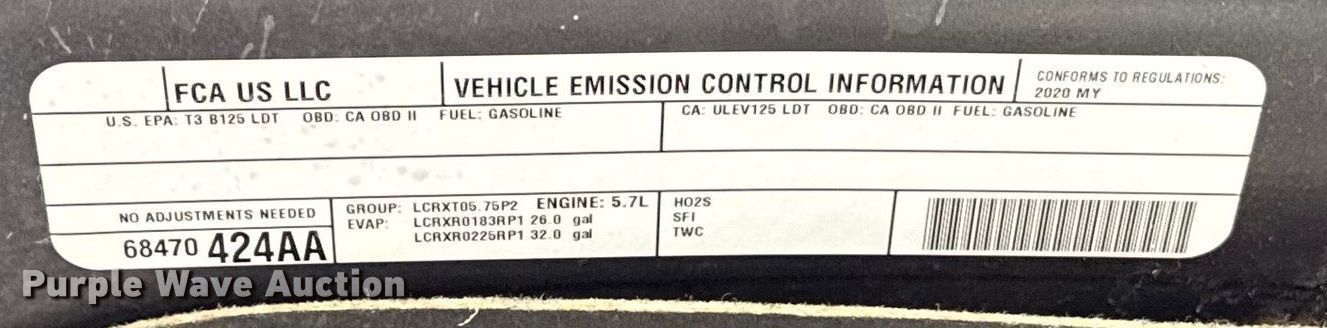 FCA US LLC
VEHICLE EMISSION CONTROL INFORMATION
CONFORMS TO REGULATIONS:
2020 MY
U.S. EPA: T3 B125 LDT OBD: CA OBD II FUEL: GASOLINE
CA: ULEV125 LDT OBD: CA OBD II FUEL: GASOLINE
NO ADJUSTMENTS NEEDED
68470 424AA
GROUP: LCRXT05.75P2 ENGINE: 5.7L
EVAP: LCRXR0183RP1 26.0 gal
LCRXR0225RP1 32.0 gal
HO2S
SFI
TWC
Purple Wave Auction